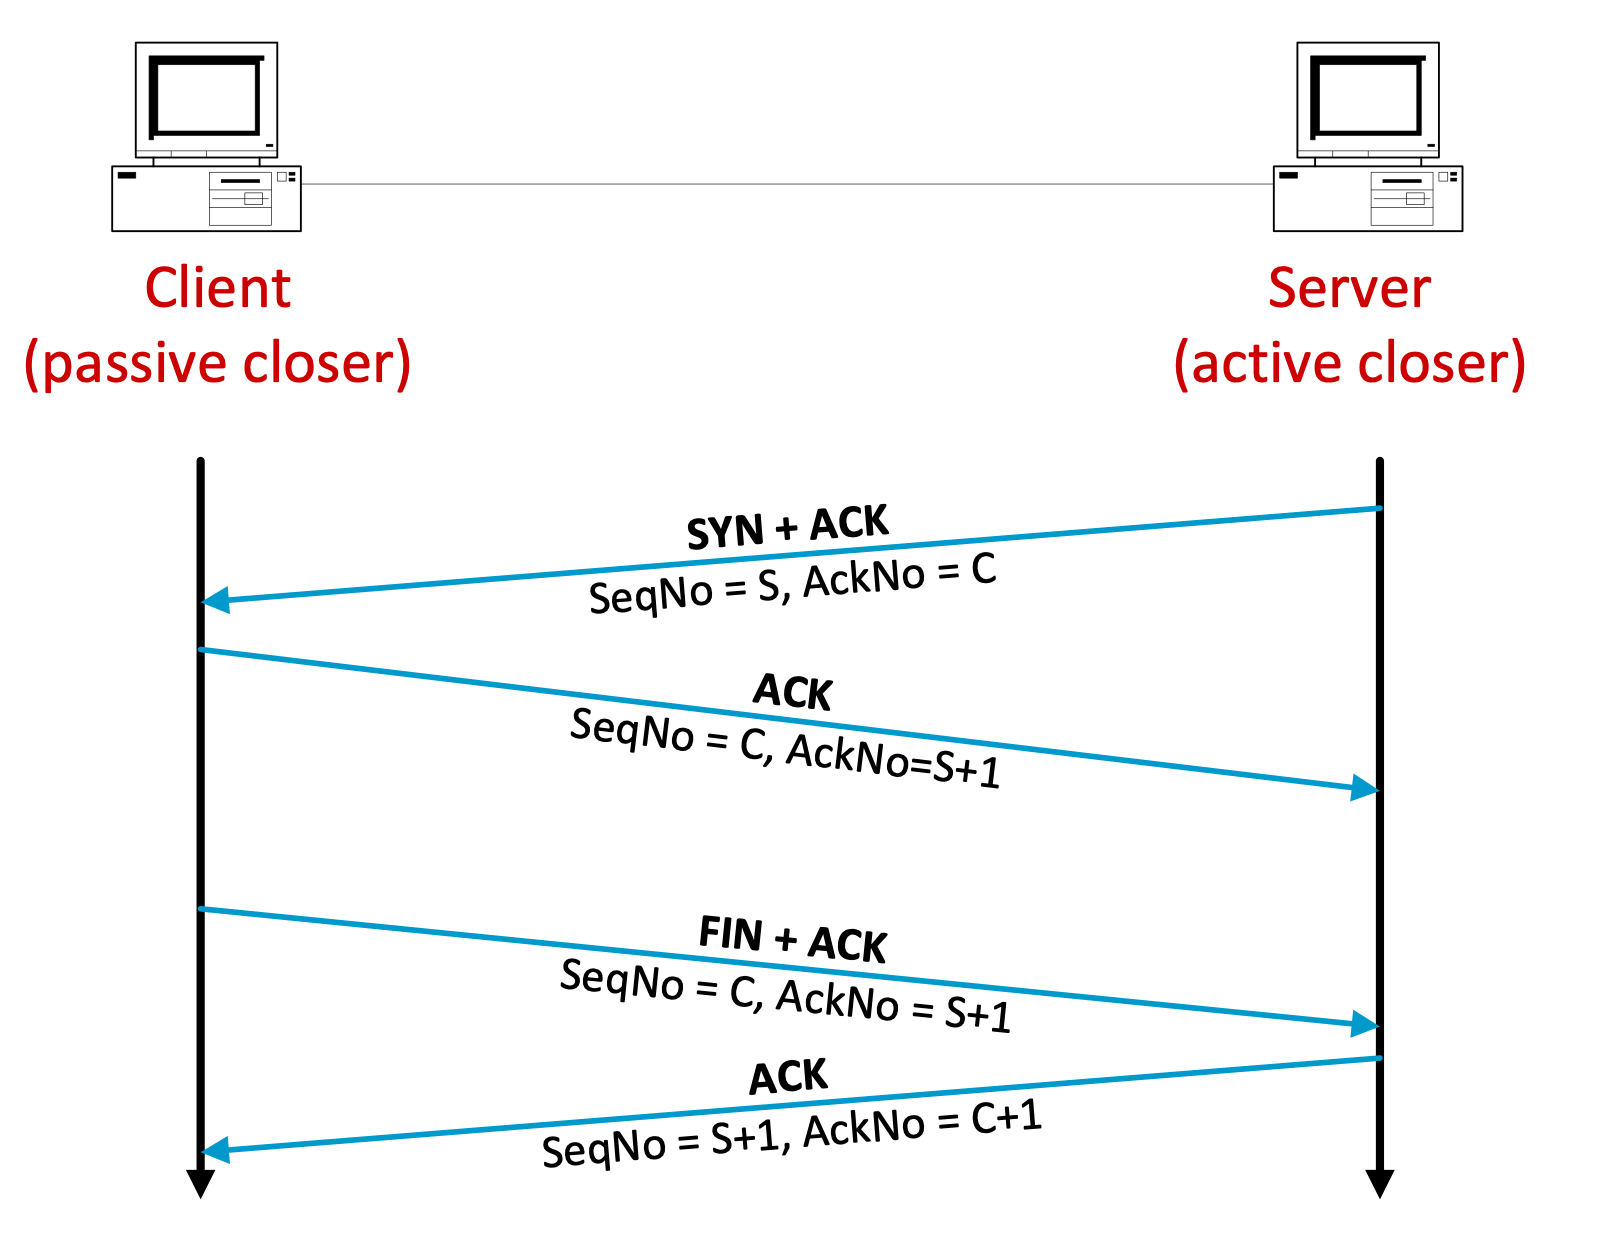 Client
(passive closer)
Server
(active closer)
SYN + ACK
SeqNo = S, AckNo = C
ACK
SeqNo = C, AckNo=S+1
FIN + ACK
SeqNo = C, AckNo = S+1
ACK
SeqNo = S+1, AckNo = C+1